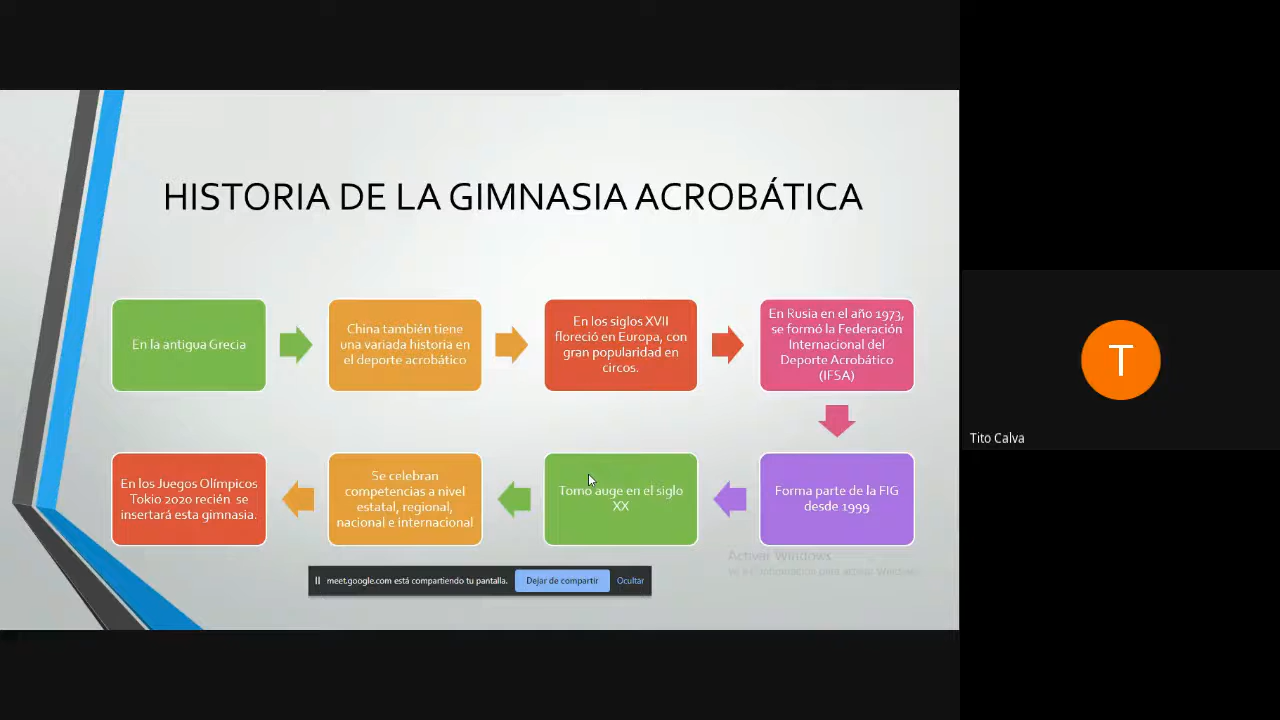 HISTORIA DE LA GIMNASIA ACROBÁTICA
En la antigua Grecia
China también tiene
una variada historia en
el deporte acrobático
En los siglos XVII
floreció en Europa, con
gran popularidad en
circos.
En Rusia en el año 1973,
se formó la Federación
Internacional del
Deporte Acrobático
(IFSA)
Forma parte de la FIG
desde 1999
Tomo auge en el siglo
XX
Se celebran
competencias a nivel
estatal, regional,
nacional e internacional
En los Juegos Olímpicos
Tokio 2020 recién se
insertará esta gimnasia.
Activar Windows
meet.google.com está compartiendo tu pantalla.
Dejar de compartir
Ocultar
T
Tito Calva